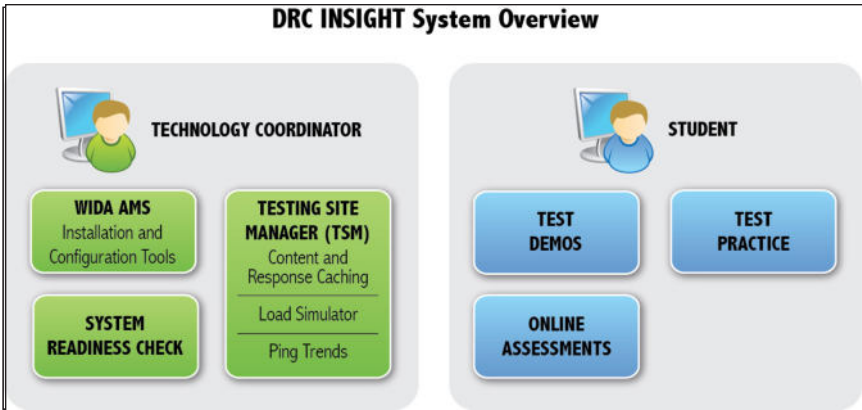 DRC INSIGHT System Overview
TECHNOLOGY COORDINATOR
WIDA AMS
Installation and
Configuration Tools
SYSTEM
READINESS CHECK
TESTING SITE
MANAGER (TSM)
Content and
Response Caching
Load Simulator
Ping Trends
STUDENT
TEST
DEMOS
TEST
PRACTICE
ONLINE
ASSESSMENTS